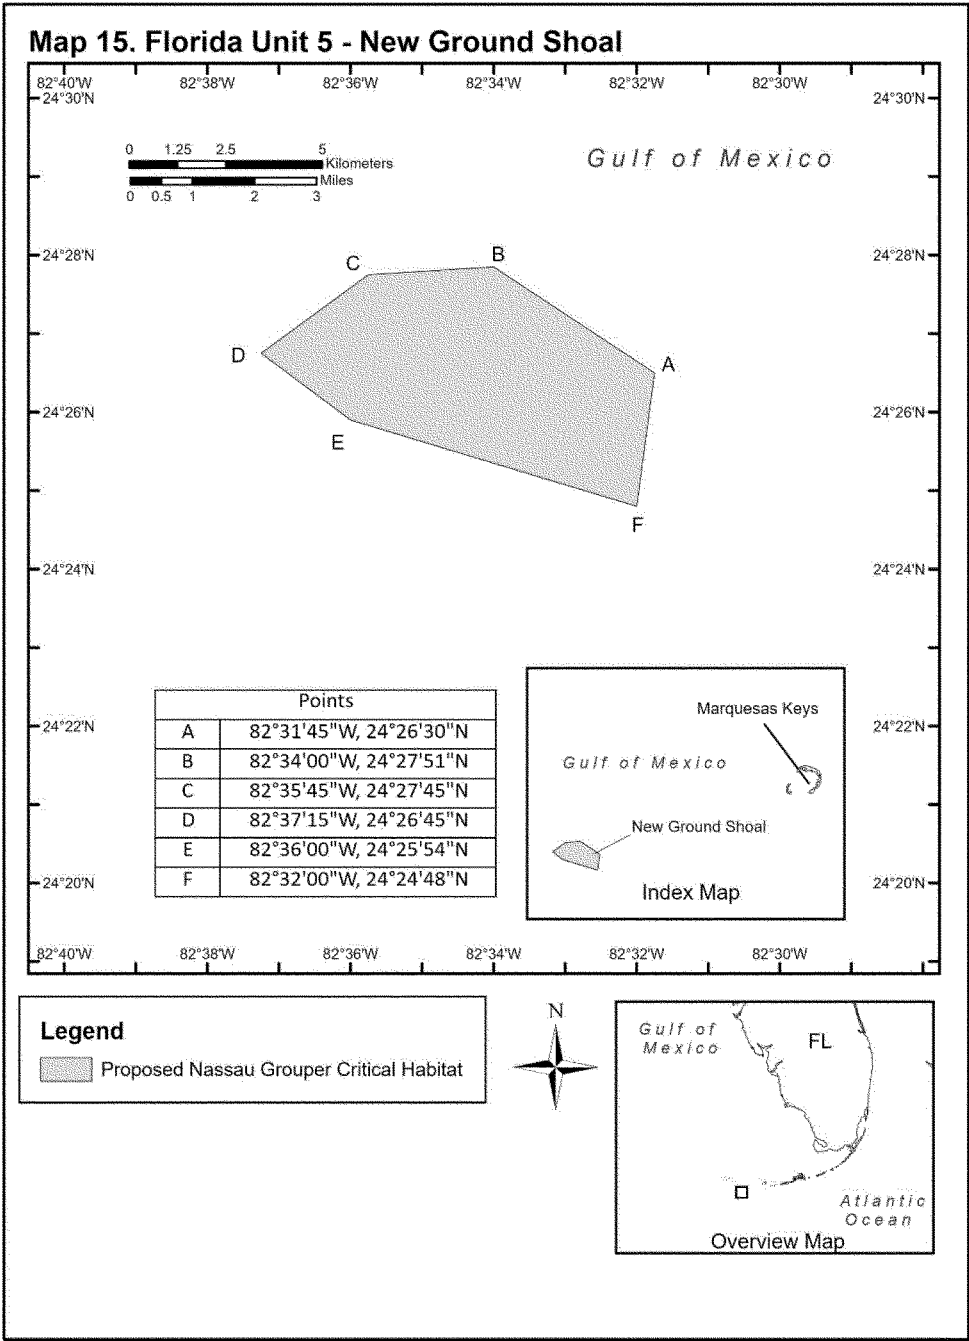 Map 15. Florida Unit 5 - New Ground Shoal
82°40'W 82°38'W 82°36'W 82°34'W 82°32'W 82°30'W
24°30'N 24°30'N
0 1.25 2.5 5
Kilometers
Miles
0 0.5 1 2 3
Gulf of Mexico
24°28'N 24°28'N
C B
D A
24°26'N 24°26'N
E
F
24°24'N 24°24'N
24°22'N 24°22'N
Points
A 82°31'45"W, 24°26'30"N
B 82°34'00"W, 24°27'51"N
C 82°35'45"W, 24°27'45"N
D 82°37'15"W, 24°26'45"N
E 82°36'00"W, 24°25'54"N
F 82°32'00"W, 24°24'48"N
Marquesas Keys
Gulf of Mexico
New Ground Shoal
Index Map
24°20'N 24°20'N
82°40'W 82°38'W 82°36'W 82°34'W 82°32'W 82°30'W
Legend
Proposed Nassau Grouper Critical Habitat
N
Gulf of
Mexico
FL
Atlantic
Ocean
Overview Map